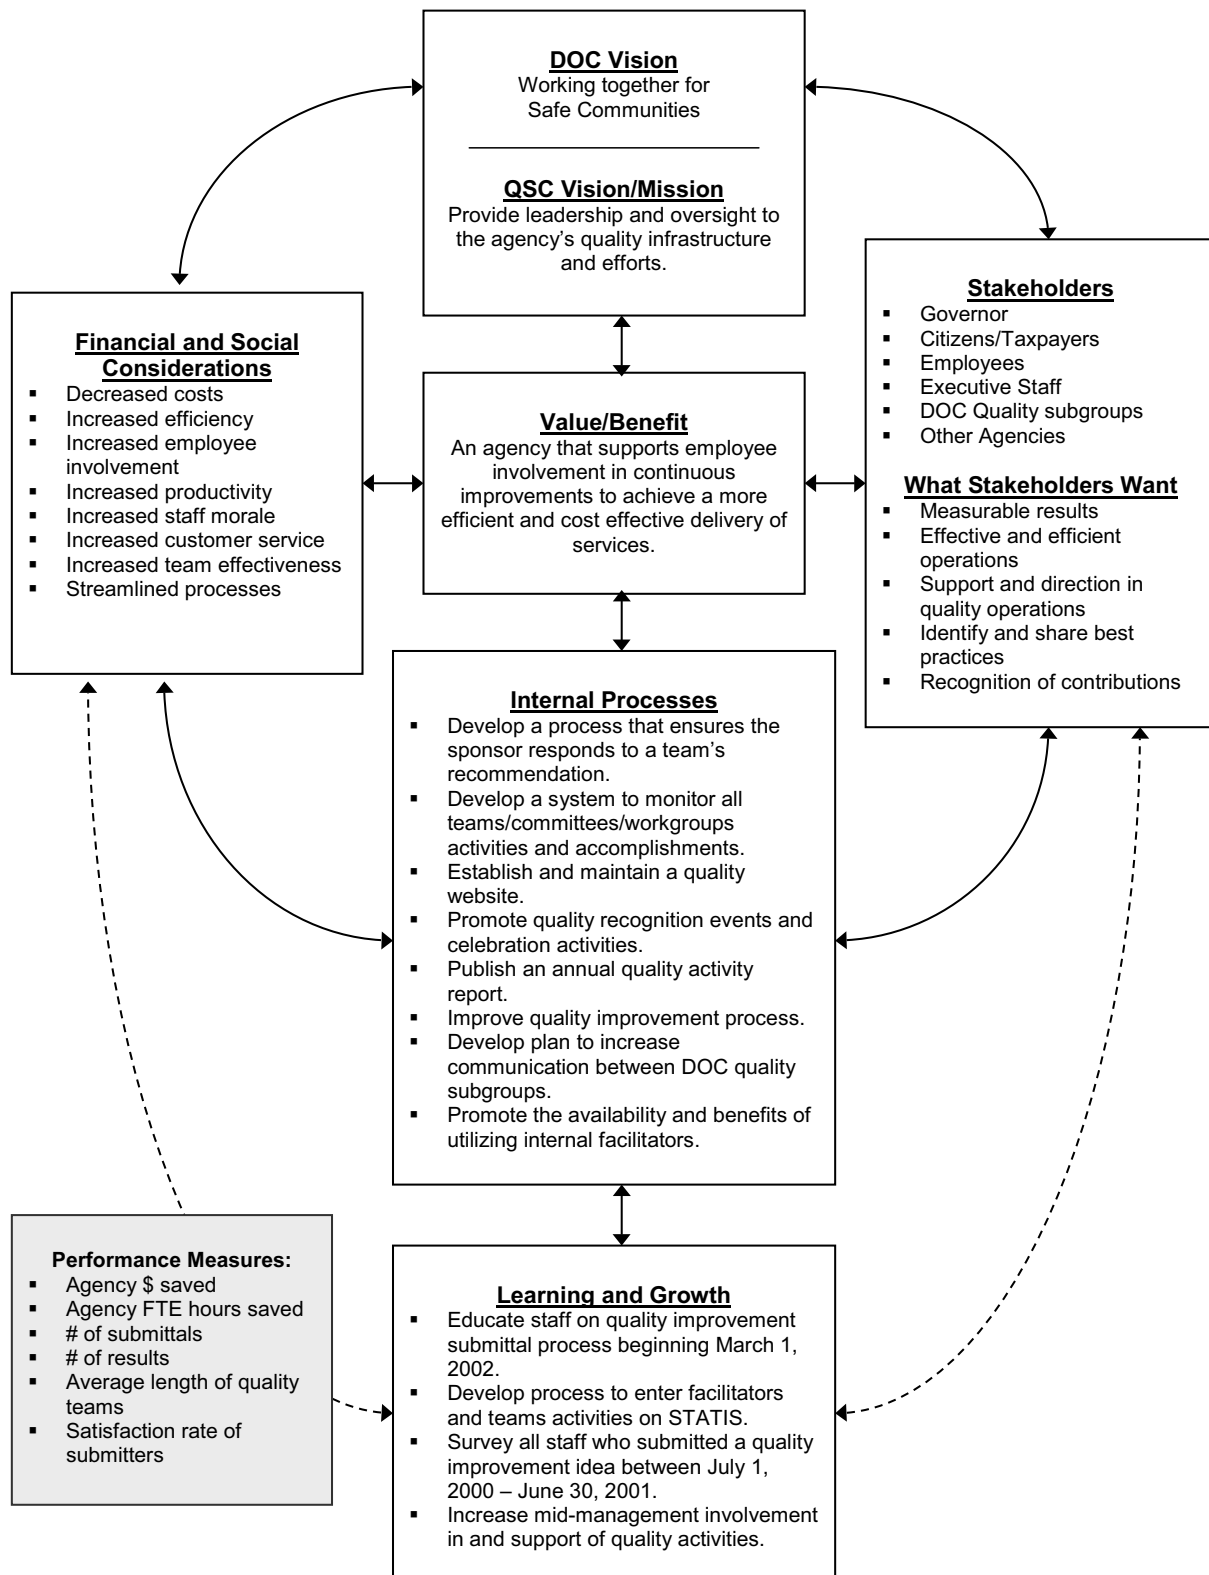 DOC Vision
Working together for
Safe Communities
QSC Vision/Mission
Provide leadership and oversight to
the agency’s quality infrastructure
and efforts.
Financial and Social
Considerations
▪ Decreased costs
▪ Increased efficiency
▪ Increased employee
involvement
▪ Increased productivity
▪ Increased staff morale
▪ Increased customer service
▪ Increased team effectiveness
▪ Streamlined processes
Value/Benefit
An agency that supports employee
involvement in continuous
improvements to achieve a more
efficient and cost effective delivery of
services.
Stakeholders
▪ Governor
▪ Citizens/Taxpayers
▪ Employees
▪ Executive Staff
▪ DOC Quality subgroups
▪ Other Agencies
What Stakeholders Want
▪ Measurable results
▪ Effective and efficient
operations
▪ Support and direction in
quality operations
▪ Identify and share best
practices
▪ Recognition of contributions
Internal Processes
▪ Develop a process that ensures the
sponsor responds to a team’s
recommendation.
▪ Develop a system to monitor all
teams/committees/workgroups
activities and accomplishments.
▪ Establish and maintain a quality
website.
▪ Promote quality recognition events and
celebration activities.
▪ Publish an annual quality activity
report.
▪ Improve quality improvement process.
▪ Develop plan to increase
communication between DOC quality
subgroups.
▪ Promote the availability and benefits of
utilizing internal facilitators.
Performance Measures:
▪ Agency $ saved
▪ Agency FTE hours saved
▪ # of submittals
▪ # of results
▪ Average length of quality
teams
▪ Satisfaction rate of
submitters
Learning and Growth
▪ Educate staff on quality improvement
submittal process beginning March 1,
2002.
▪ Develop process to enter facilitators
and teams activities on STATIS.
▪ Survey all staff who submitted a quality
improvement idea between July 1,
2000 – June 30, 2001.
▪ Increase mid-management involvement
in and support of quality activities.